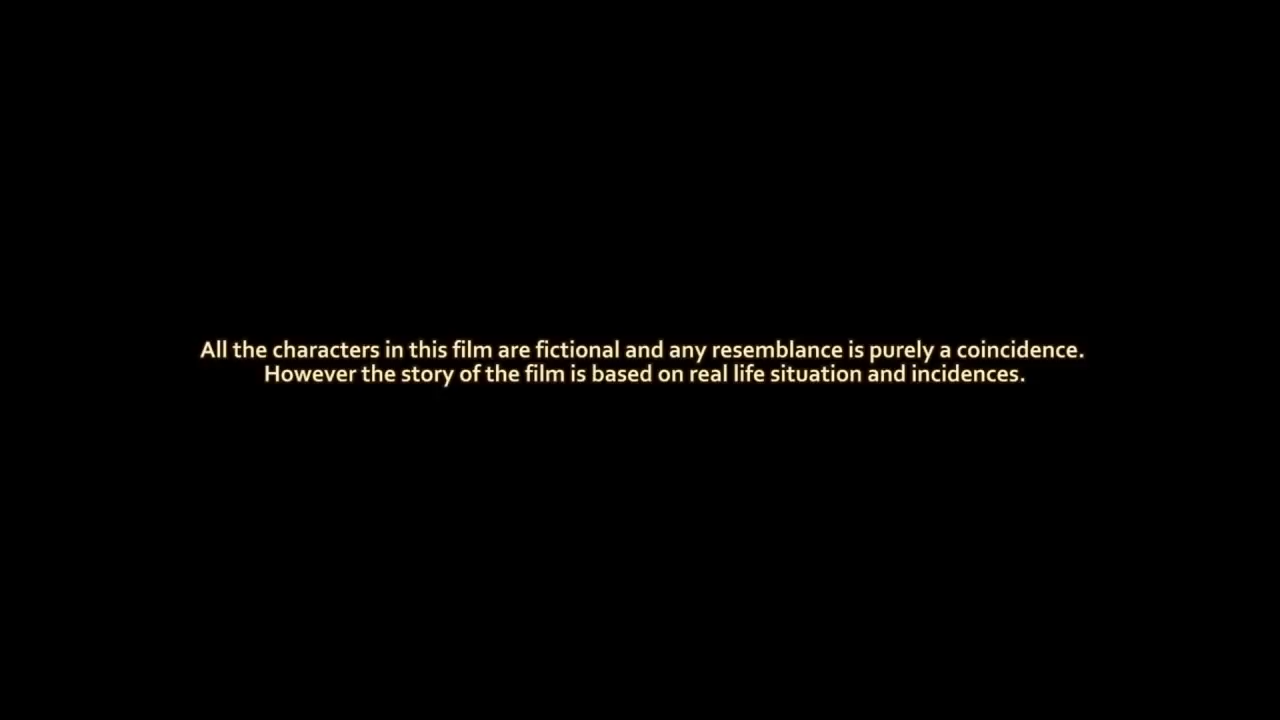 All the characters in this film are fictional and any resemblance is purely a coincidence.
However the story of the film is based on real life situation and incidences.